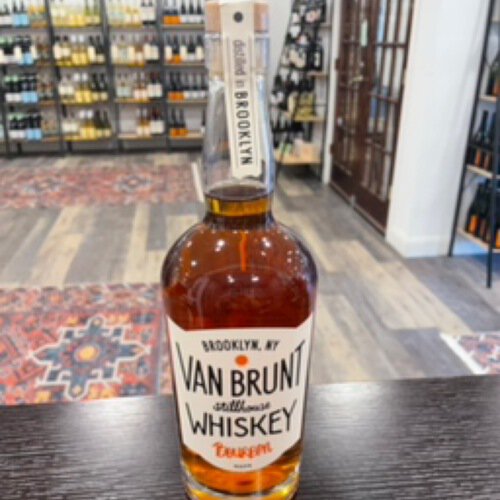 distilled in BROOKLYN
BROOKLYN, NY
VAN BRUNT
stillhouse
WHISKEY
Bourbon